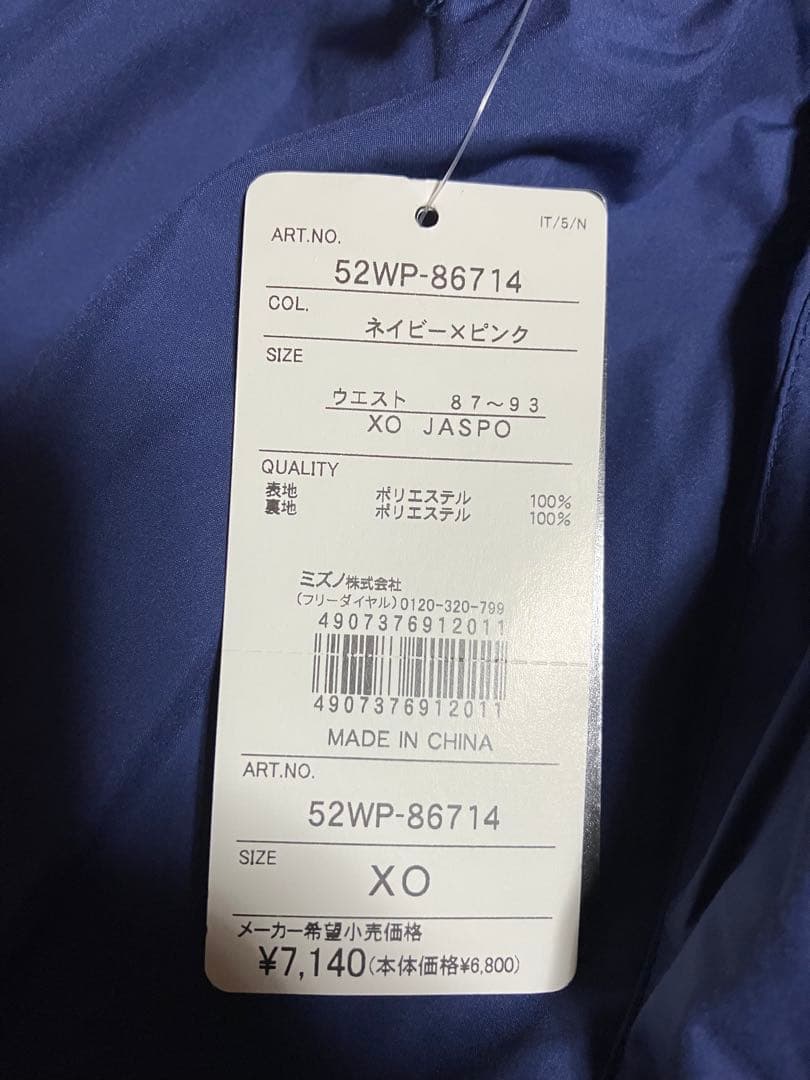 IT/5/N
ART.NO.
52WP-86714
COL.
ネイビー×ピンク
SIZE
ウエスト 87〜93
XO JASPO
QUALITY
表地 ポリエステル 100%
裏地 ポリエステル 100%
ミズノ株式会社
(フリーダイヤル)0120-320-799
4907376912011
4907376912011
MADE IN CHINA
ART.NO.
52WP-86714
SIZE
XO
メーカー希望小売価格
¥7,140(本体価格¥6,800)